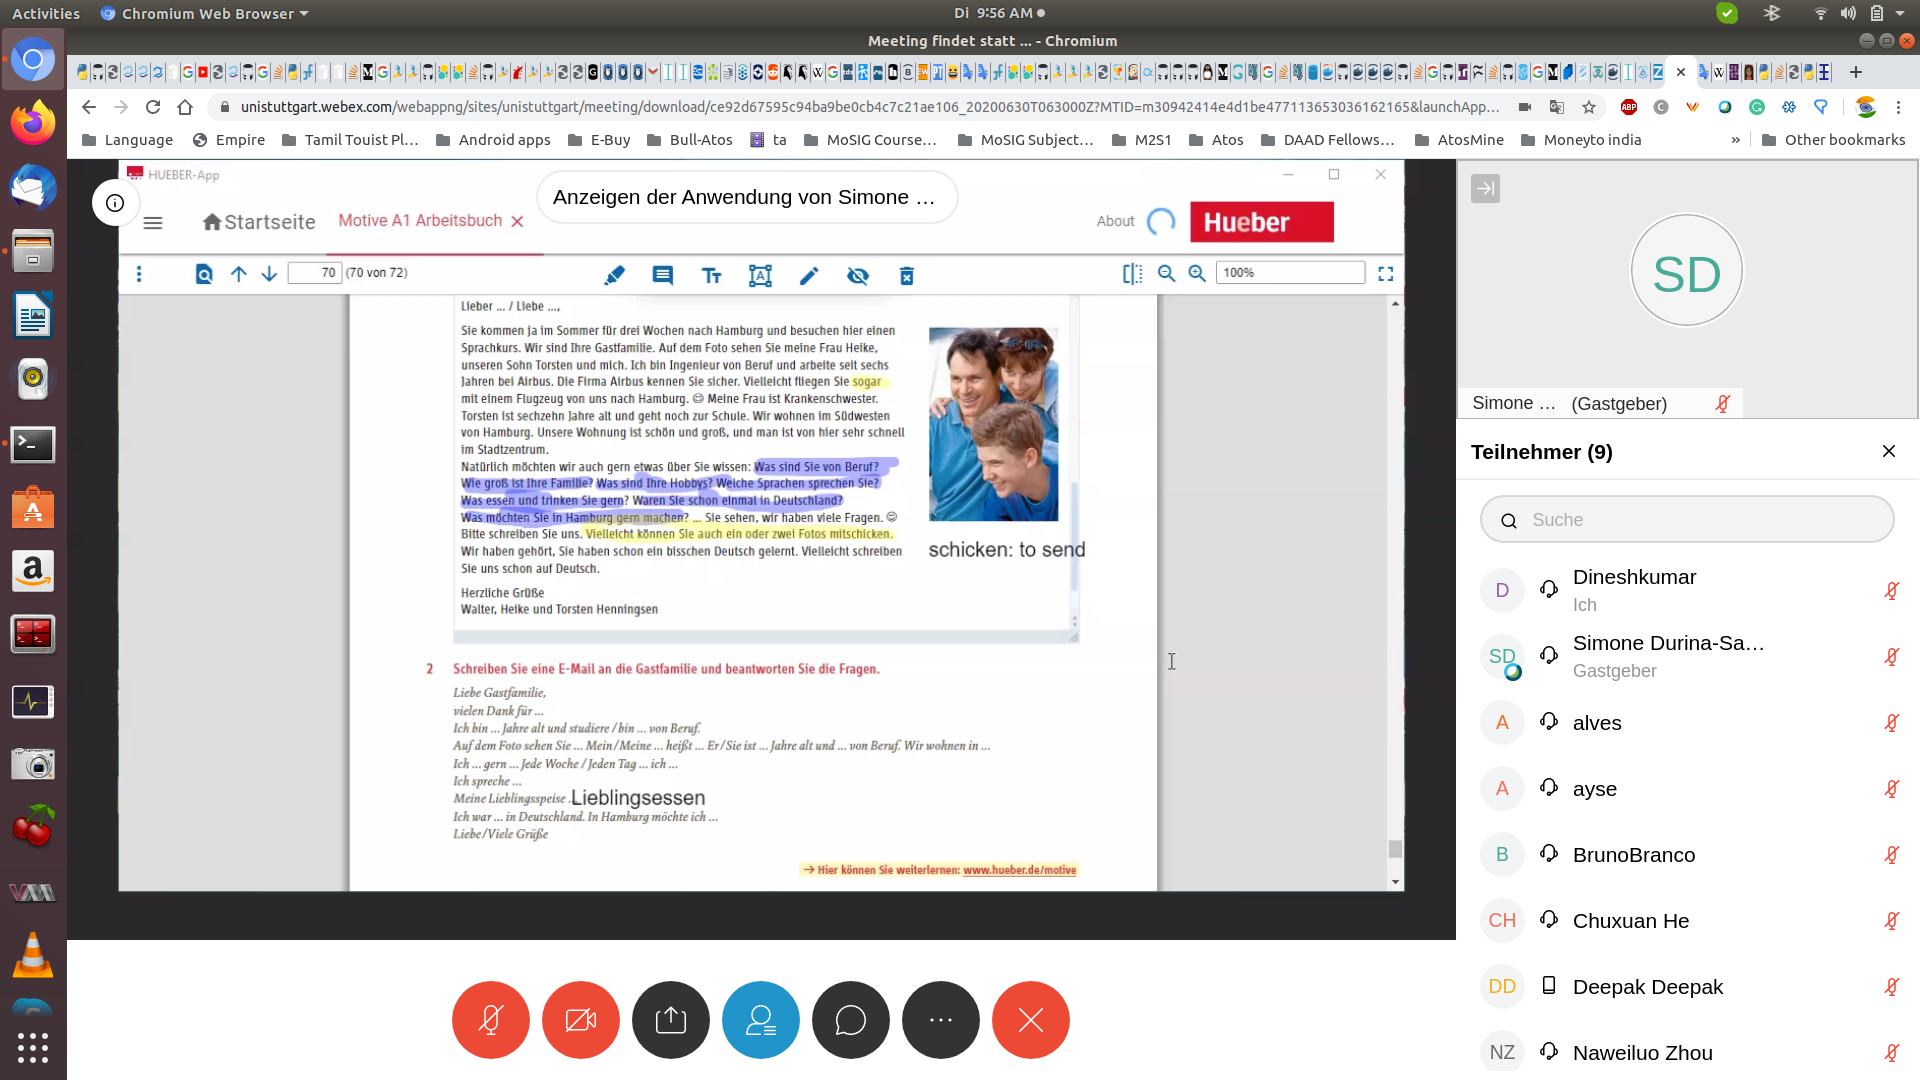 Activities
Chromium Web Browser
Di 9:56 AM
Meeting findet statt ... - Chromium
unistuttgart.webex.com/webappng/sites/unistuttgart/meeting/download/ce92d67595c94ba9be0cb4c7c21ae106_20200630T063000Z?MTID=m30942414e4d1be477113653036162165&launchApp...
Language
Empire
Tamil Touist Pl...
Android apps
E-Buy
Bull-Atos
ta
MoSIG Course...
MoSIG Subject...
M2S1
Atos
DAAD Fellows...
AtosMine
Moneyto india
»
Other bookmarks
HUEBER-App
Anzeigen der Anwendung von Simone ...
Startseite
Motive A1 Arbeitsbuch
About
Hueber
70 (70 von 72)
100%
Lieber ... / Liebe ...,
Sie kommen ja im Sommer für drei Wochen nach Hamburg und besuchen hier einen
Sprachkurs. Wir sind Ihre Gastfamilie. Auf dem Foto sehen Sie meine Frau Heike,
unseren Sohn Torsten und mich. Ich bin Ingenieur von Beruf und arbeite seit sechs
Jahren bei Airbus. Die Firma Airbus kennen Sie sicher. Vielleicht fliegen Sie sogar
mit einem Flugzeug von uns nach Hamburg. ☺ Meine Frau ist Krankenschwester.
Torsten ist sechzehn Jahre alt und geht noch zur Schule. Wir wohnen im Südwesten
von Hamburg. Unsere Wohnung ist schön und groß, und man ist von hier sehr schnell
im Stadtzentrum.
Natürlich möchten wir auch gern etwas über Sie wissen: Was sind Sie von Beruf?
Wie groß ist Ihre Familie? Was sind Ihre Hobbys? Welche Sprachen sprechen Sie?
Was essen und trinken Sie gern? Waren Sie schon einmal in Deutschland?
Was möchten Sie in Hamburg gern machen? ... Sie sehen, wir haben viele Fragen. ☺
Bitte schreiben Sie uns. Vielleicht können Sie auch ein oder zwei Fotos mitschicken.
Wir haben gehört, Sie haben schon ein bisschen Deutsch gelernt. Vielleicht schreiben
Sie uns schon auf Deutsch.
Herzliche Grüße
Walter, Heike und Torsten Henningsen
schicken: to send
2 Schreiben Sie eine E-Mail an die Gastfamilie und beantworten Sie die Fragen.
Liebe Gastfamilie,
vielen Dank für ...
Ich bin ... Jahre alt und studiere / bin ... von Beruf.
Auf dem Foto sehen Sie ... Mein / Meine ... heißt ... Er / Sie ist ... Jahre alt und ... von Beruf. Wir wohnen in ...
Ich ... gern ... Jede Woche / Jeden Tag ... ich ...
Ich spreche ...
Meine Lieblingsspeise ... Lieblingsessen
Ich war ... in Deutschland. In Hamburg möchte ich ...
Liebe/Viele Grüße
→ Hier können Sie weiterlernen: www.hueber.de/motive
SD
Simone ... (Gastgeber)
Teilnehmer (9)
Suche
D Dineshkumar
Ich
SD Simone Durina-Sa...
Gastgeber
A alves
A ayse
B BrunoBranco
CH Chuxuan He
DD Deepak Deepak
NZ Naweiluo Zhou